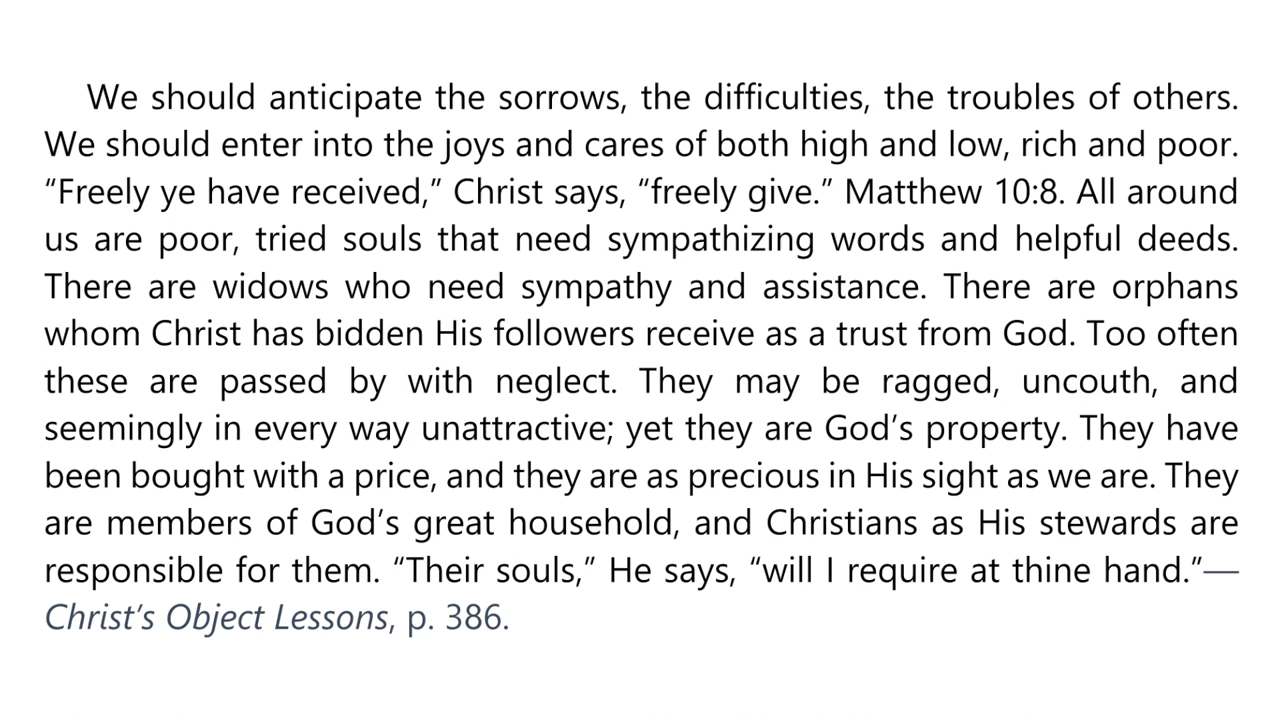 We should anticipate the sorrows, the difficulties, the troubles of others.
We should enter into the joys and cares of both high and low, rich and poor.
“Freely ye have received,” Christ says, “freely give.” Matthew 10:8. All around
us are poor, tried souls that need sympathizing words and helpful deeds.
There are widows who need sympathy and assistance. There are orphans
whom Christ has bidden His followers receive as a trust from God. Too often
these are passed by with neglect. They may be ragged, uncouth, and
seemingly in every way unattractive; yet they are God’s property. They have
been bought with a price, and they are as precious in His sight as we are. They
are members of God’s great household, and Christians as His stewards are
responsible for them. “Their souls,” He says, “will I require at thine hand.”—
Christ’s Object Lessons, p. 386.